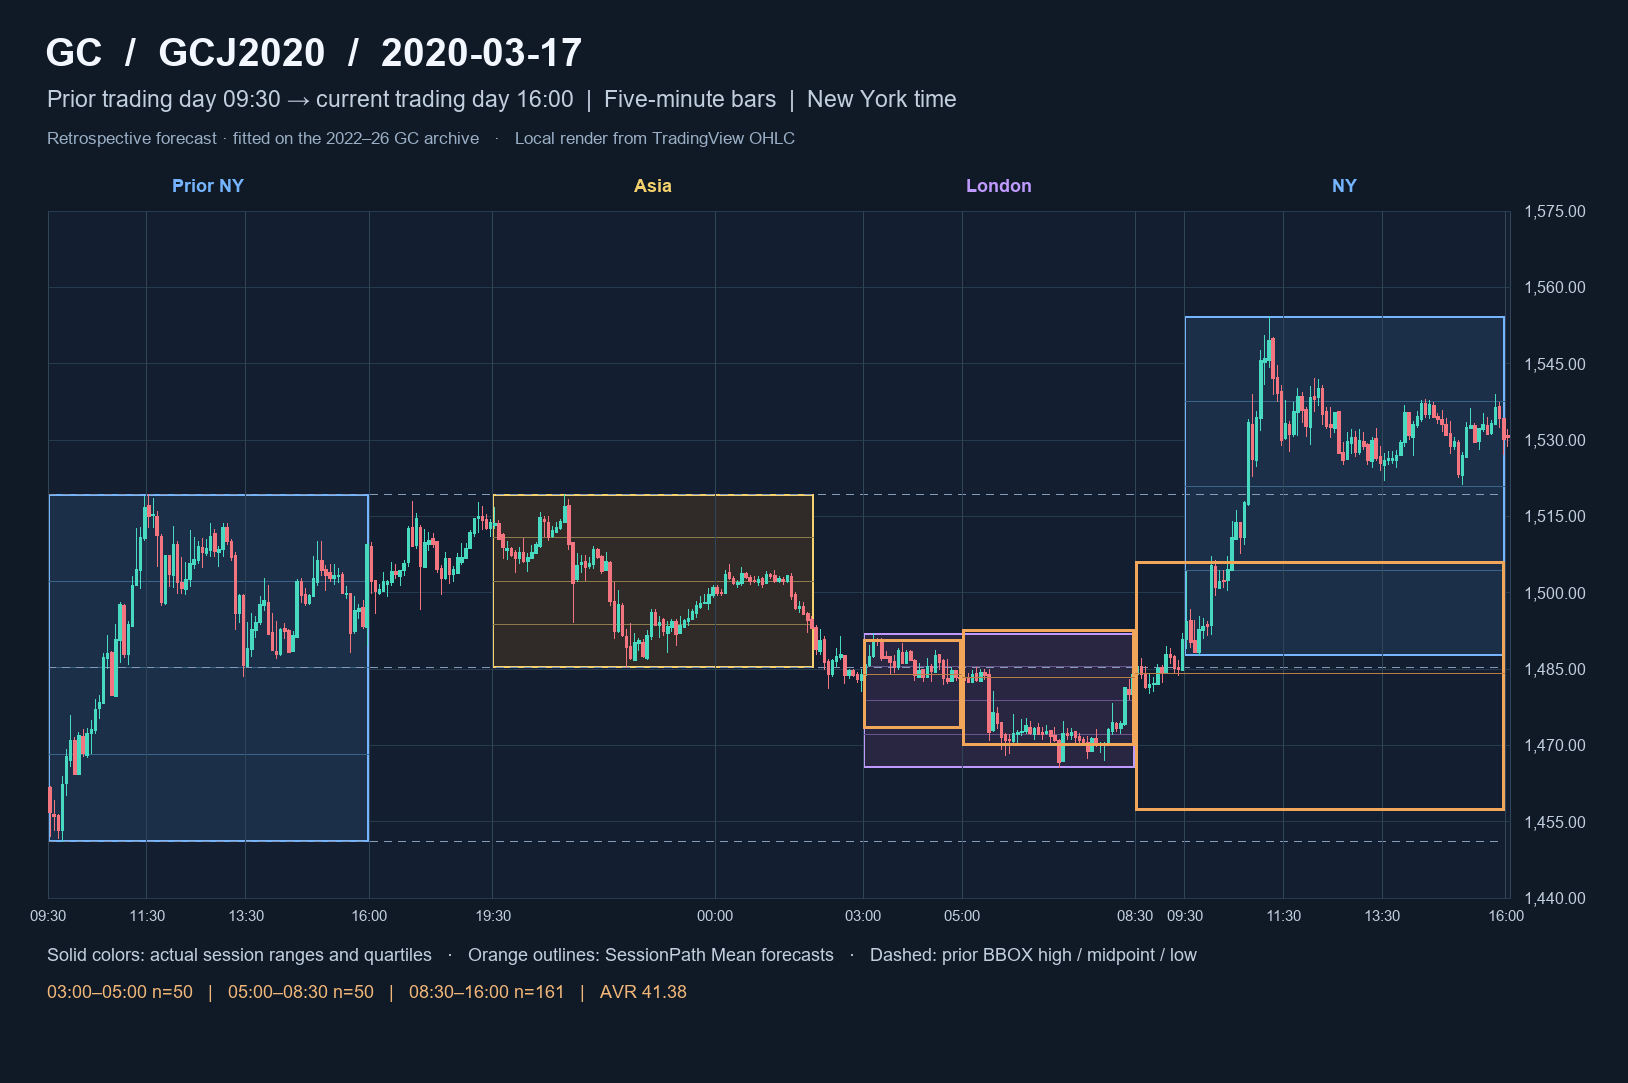 GC / GCJ2020 / 2020-03-17
Prior trading day 09:30 → current trading day 16:00 | Five-minute bars | New York time
Retrospective forecast · fitted on the 2022–26 GC archive · Local render from TradingView OHLC
Prior NY Asia London NY
1,575.00
1,560.00
1,545.00
1,530.00
1,515.00
1,500.00
1,485.00
1,470.00
1,455.00
1,440.00
09:30 11:30 13:30 16:00 19:30 00:00 03:00 05:00 08:30 09:30 11:30 13:30 16:00
Solid colors: actual session ranges and quartiles · Orange outlines: SessionPath Mean forecasts · Dashed: prior BBOX high / midpoint / low
03:00–05:00 n=50 | 05:00–08:30 n=50 | 08:30–16:00 n=161 | AVR 41.38